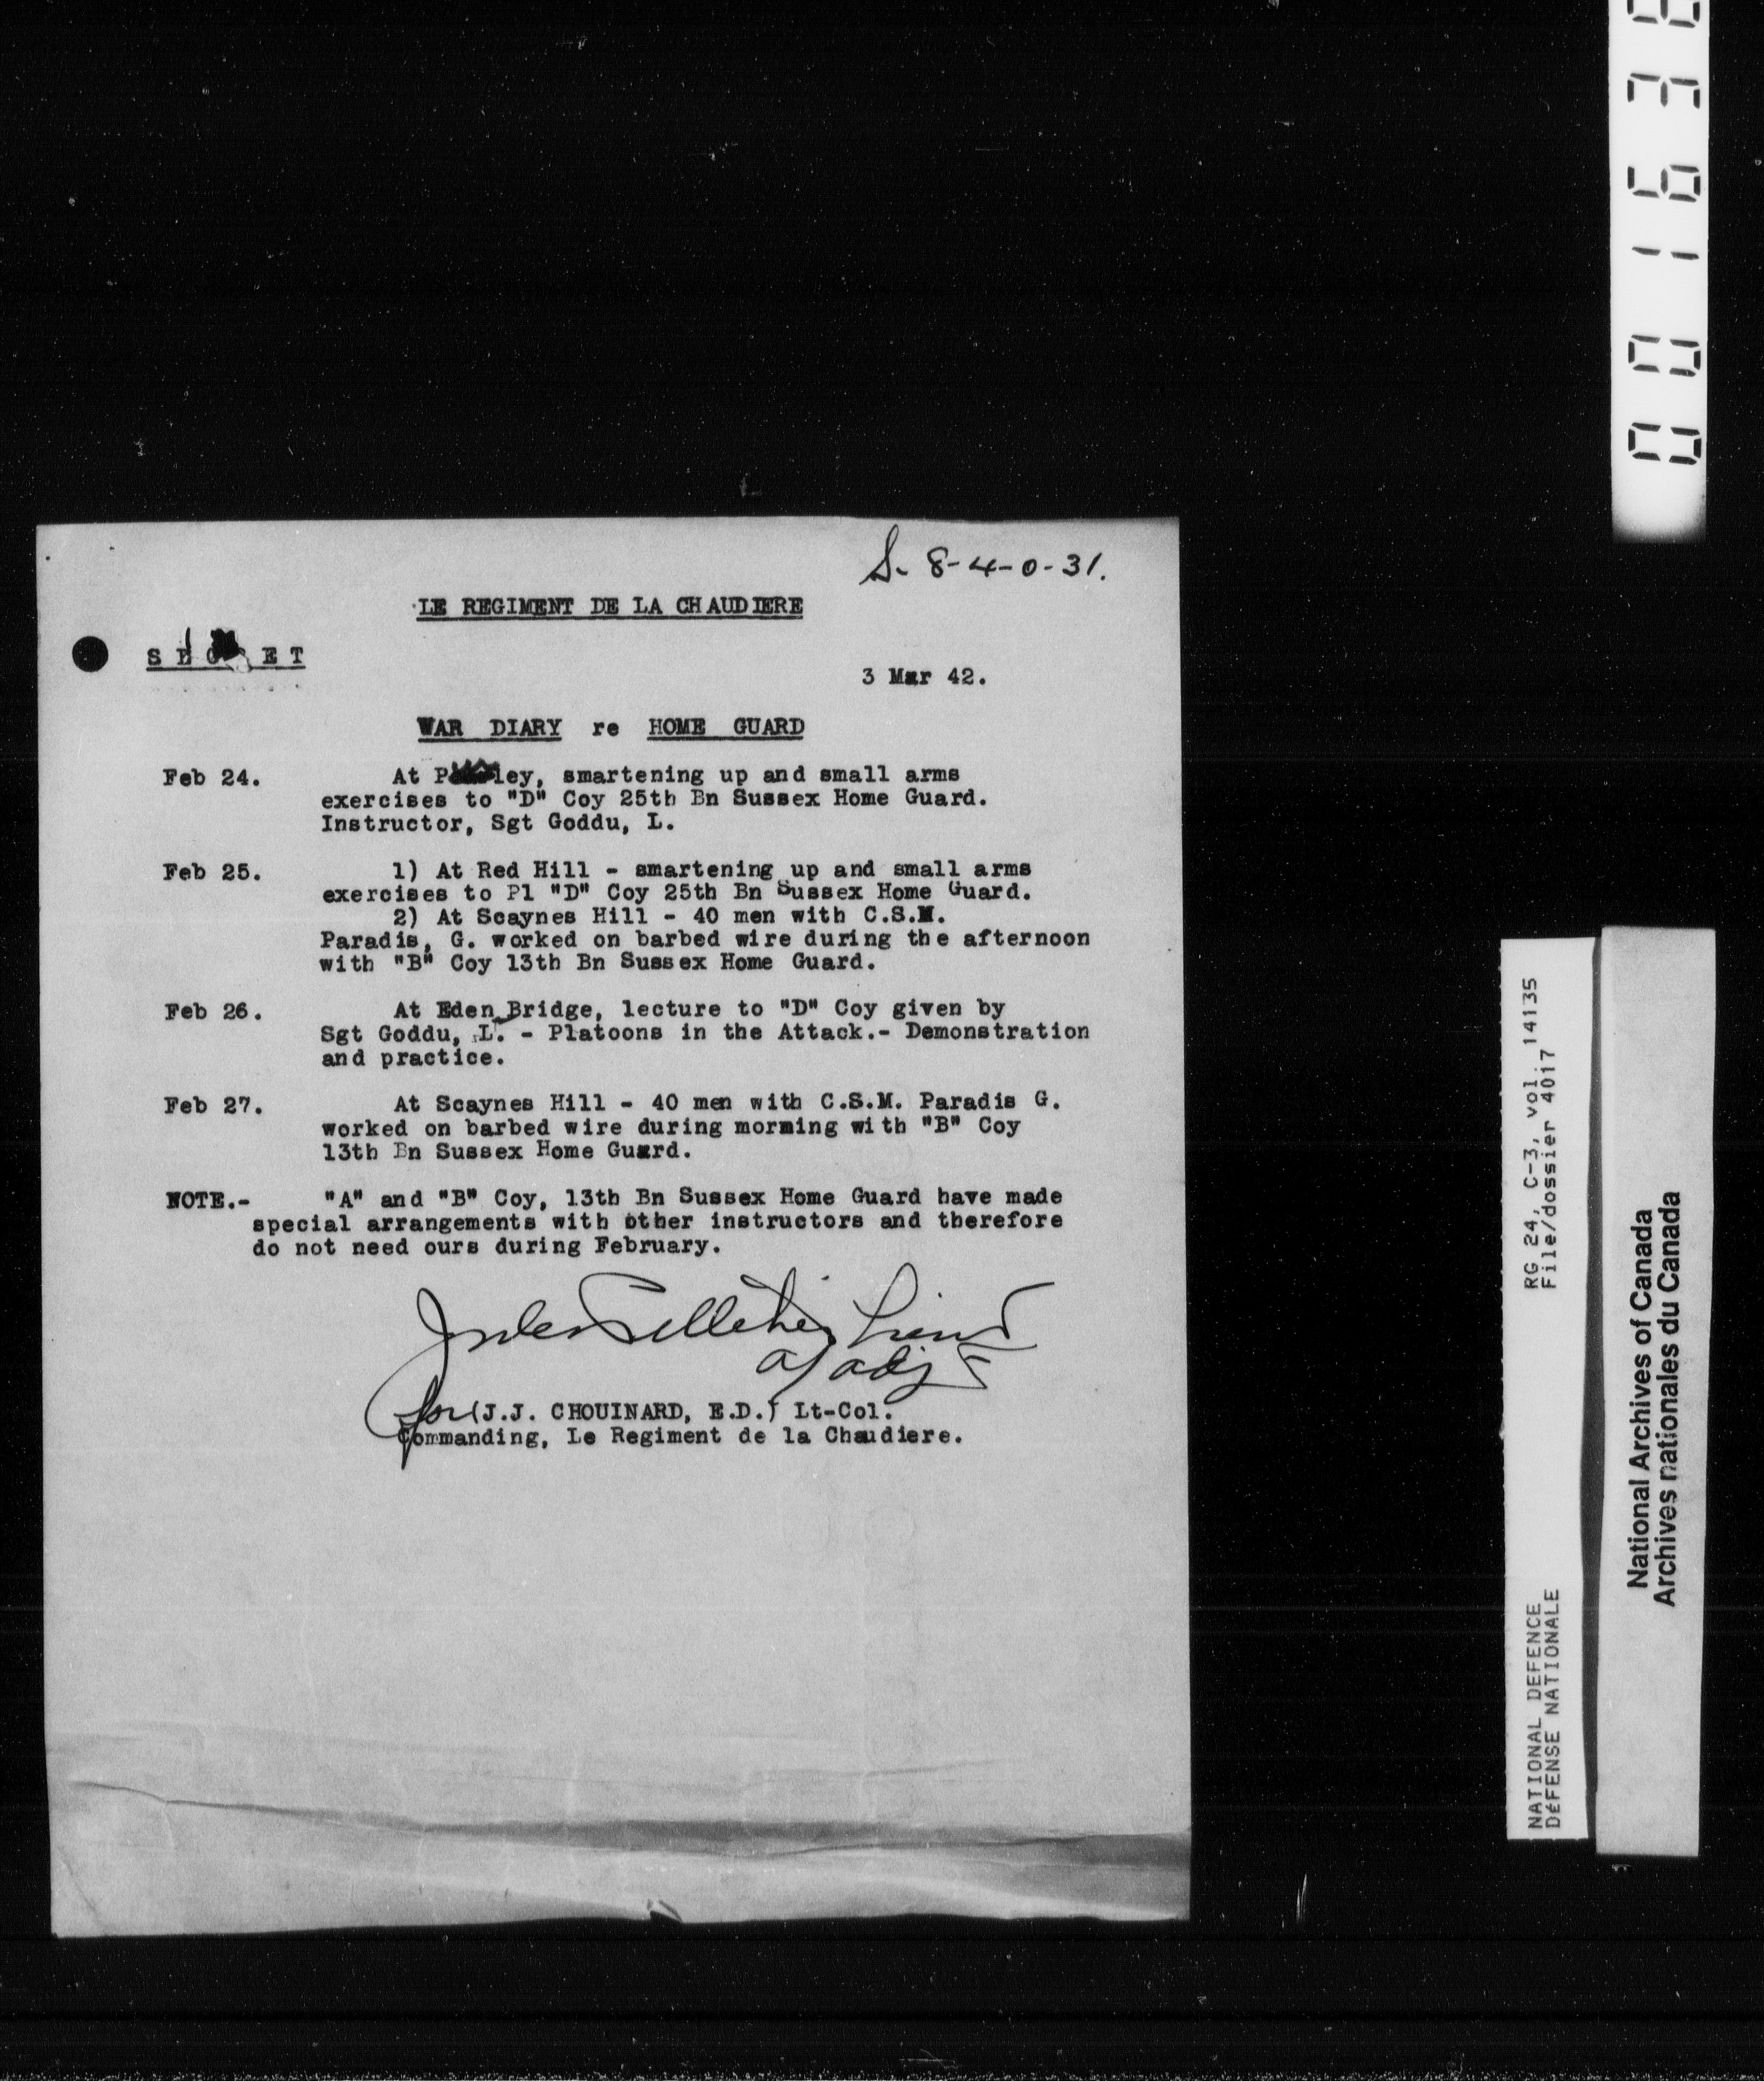 S. 8-4-0-31.
LE REGIMENT DE LA CHAUDIERE
S E C R E T
3 Mar 42.
WAR DIARY re HOME GUARD
Feb 24. At smartening up and small arms
exercises to "D" Coy 25th Bn Sussex Home Guard.
Instructor, Sgt Goddu, L.
Feb 25. 1) At Red Hill - smartening up and small arms
exercises to Pl "D" Coy 25th Bn Sussex Home Guard.
2) At Scaynes Hill - 40 men with C.S.M.
Paradis, G. worked on barbed wire during the afternoon
with "B" Coy 13th Bn Sussex Home Guard.
Feb 26. At Eden Bridge, lecture to "D" Coy given by
Sgt Goddu, L. - Platoons in the Attack.- Demonstration
and practice.
Feb 27. At Scaynes Hill - 40 men with C.S.M. Paradis G.
worked on barbed wire during morning with "B" Coy
13th Bn Sussex Home Guard.
NOTE.- "A" and "B" Coy, 13th Bn Sussex Home Guard have made
special arrangements with other instructors and therefore
do not need ours during February.
Jules Pelletier, Lieut
a/adjt
for (J.J. CHOUINARD, E.D.) Lt-Col.
Commanding, Le Regiment de la Chaudiere.
NATIONAL DEFENCE RG 24, C-3, vol. 14135
DÉFENSE NATIONALE File/dossier 4017
National Archives of Canada
Archives nationales du Canada